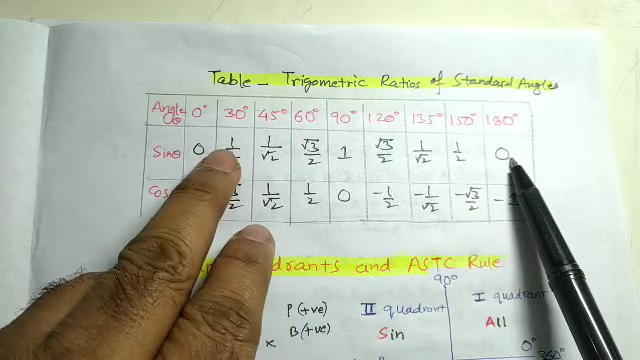 Table - Trigometric Ratios of Standard Angles
Angle θ 0° 30° 45° 60° 90° 120° 135° 150° 180°
Sinθ 0 1/2 1/√2 √3/2 1 √3/2 1/√2 1/2 0
Cos 1/√2 1/2 0 -1/2 -1/√2 -√3/2
drants and ASTC Rule
90°
P (+ve) II quadrant I quadrant
B (+ve) Sin All
x 0°
360°